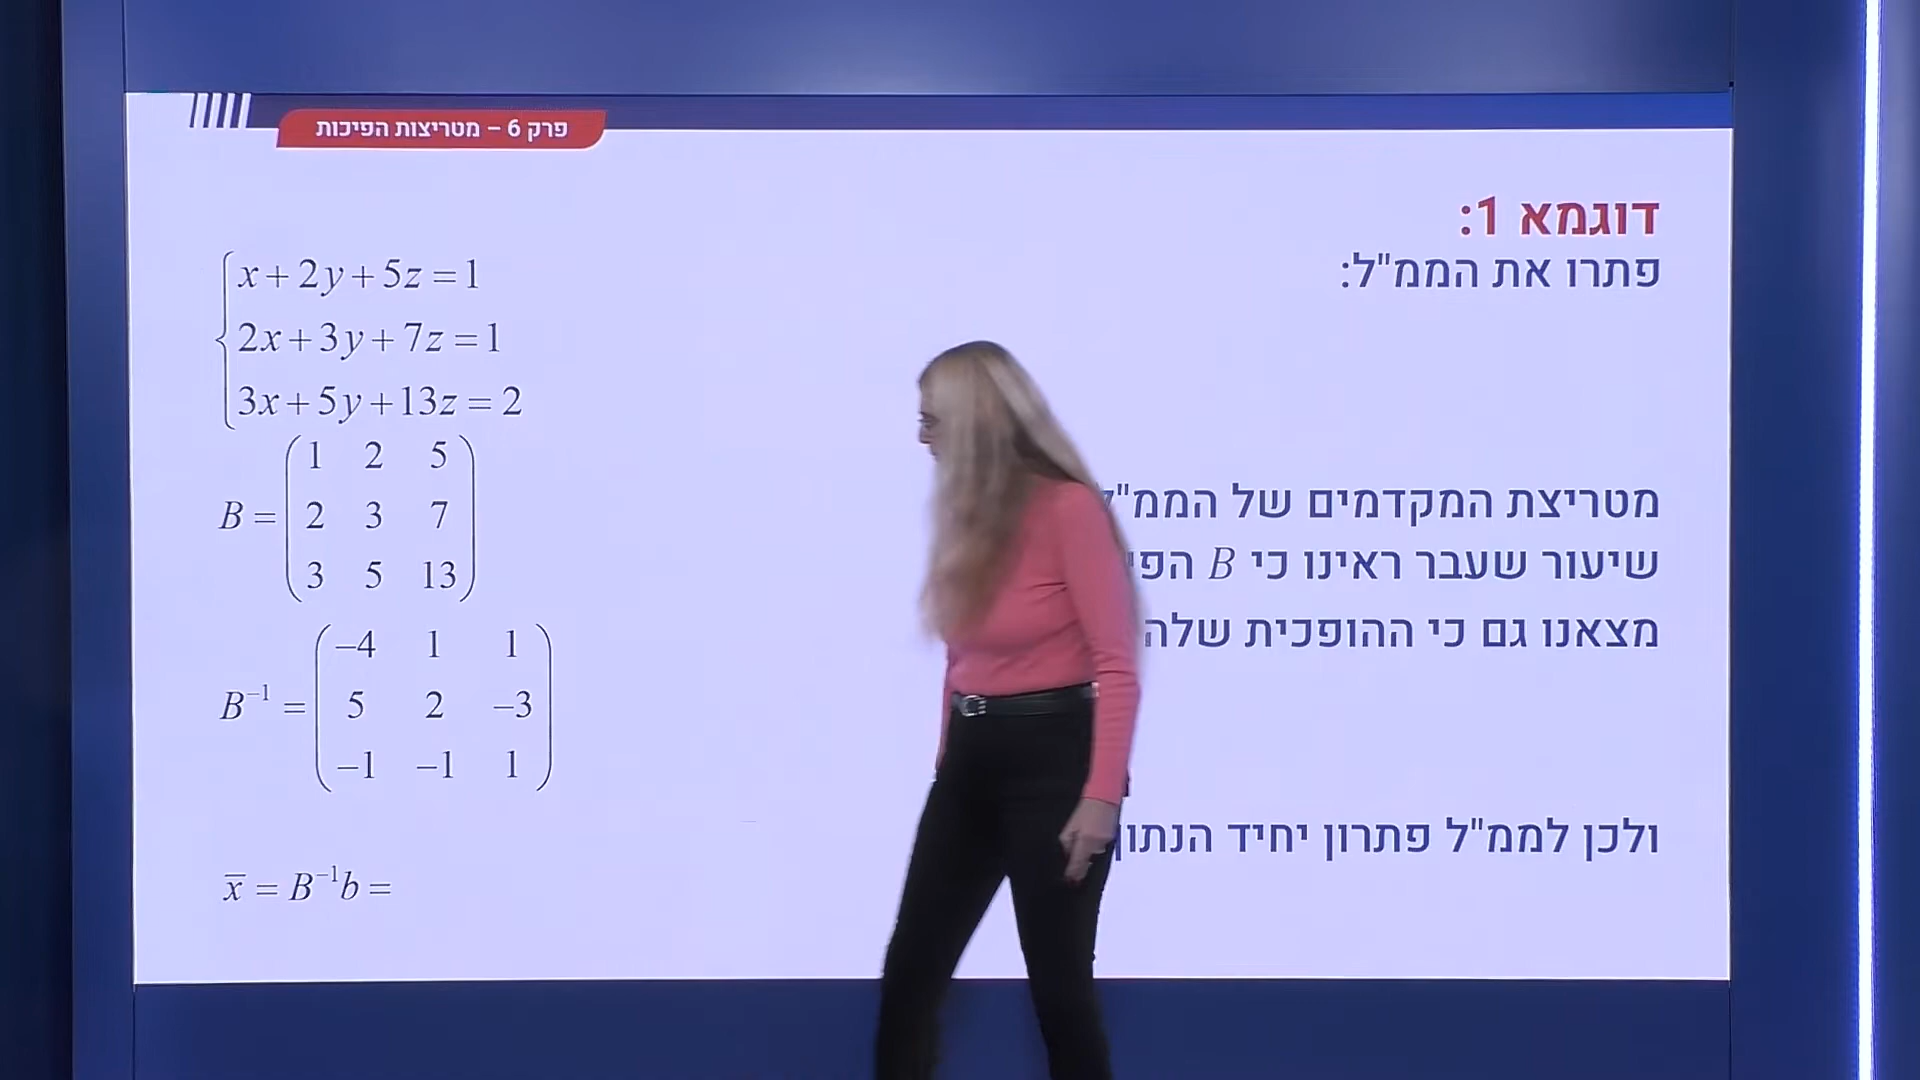 פרק 6 – מטריצות הפיכות
דוגמא 1:
פתרו את הממ"ל:
x + 2y + 5z = 1
2x + 3y + 7z = 1
3x + 5y + 13z = 2
מטריצת המקדמים של הממ"ל
B = ( 1 2 5
2 3 7
3 5 13 )
שיעור שעבר ראינו כי B
מצאנו גם כי ההופכית שלה
B⁻¹ = ( –4 1 1
5 2 –3
–1 –1 1 )
ולכן לממ"ל פתרון יחיד הנתון
x̅ = B⁻¹b =